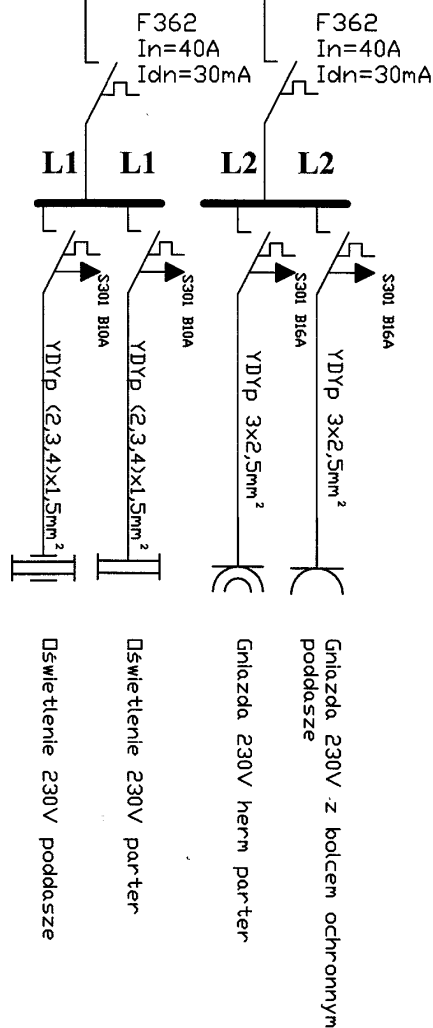 F362
In=40A
Idn=30mA
F362
In=40A
Idn=30mA
L1
L1
L2
L2
S301 B10A
S301 B10A
S301 B16A
S301 B16A
YDYp (2,3,4)x1,5mm²
YDYp (2,3,4)x1,5mm²
YDYp 3x2,5mm²
YDYp 3x2,5mm²
Oświetlenie 230V poddasze
Oświetlenie 230V parter
Gniazda 230V herm parter
Gniazda 230V z bolcem ochronnym
poddasze